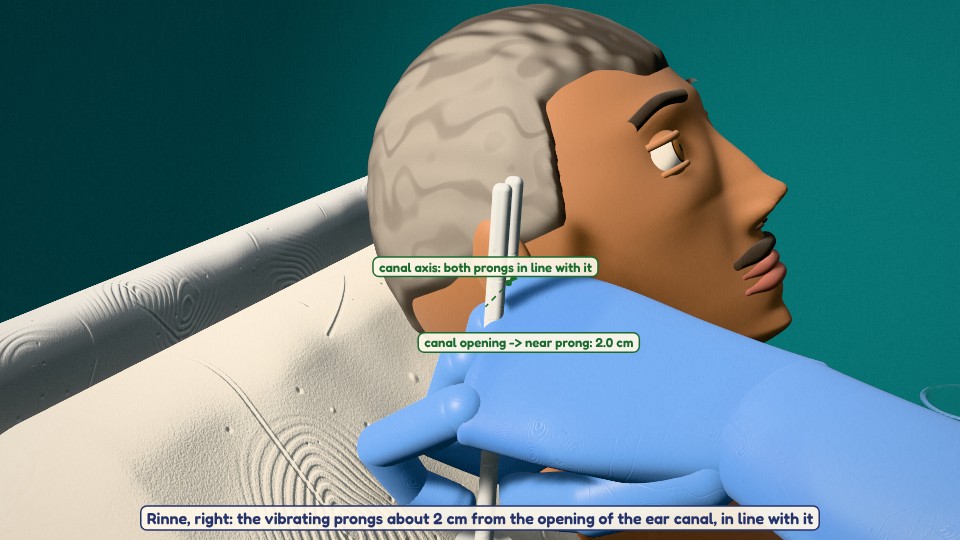 canal axis: both prongs in line with it
canal opening -> near prong: 2.0 cm
Rinne, right: the vibrating prongs about 2 cm from the opening of the ear canal, in line with it